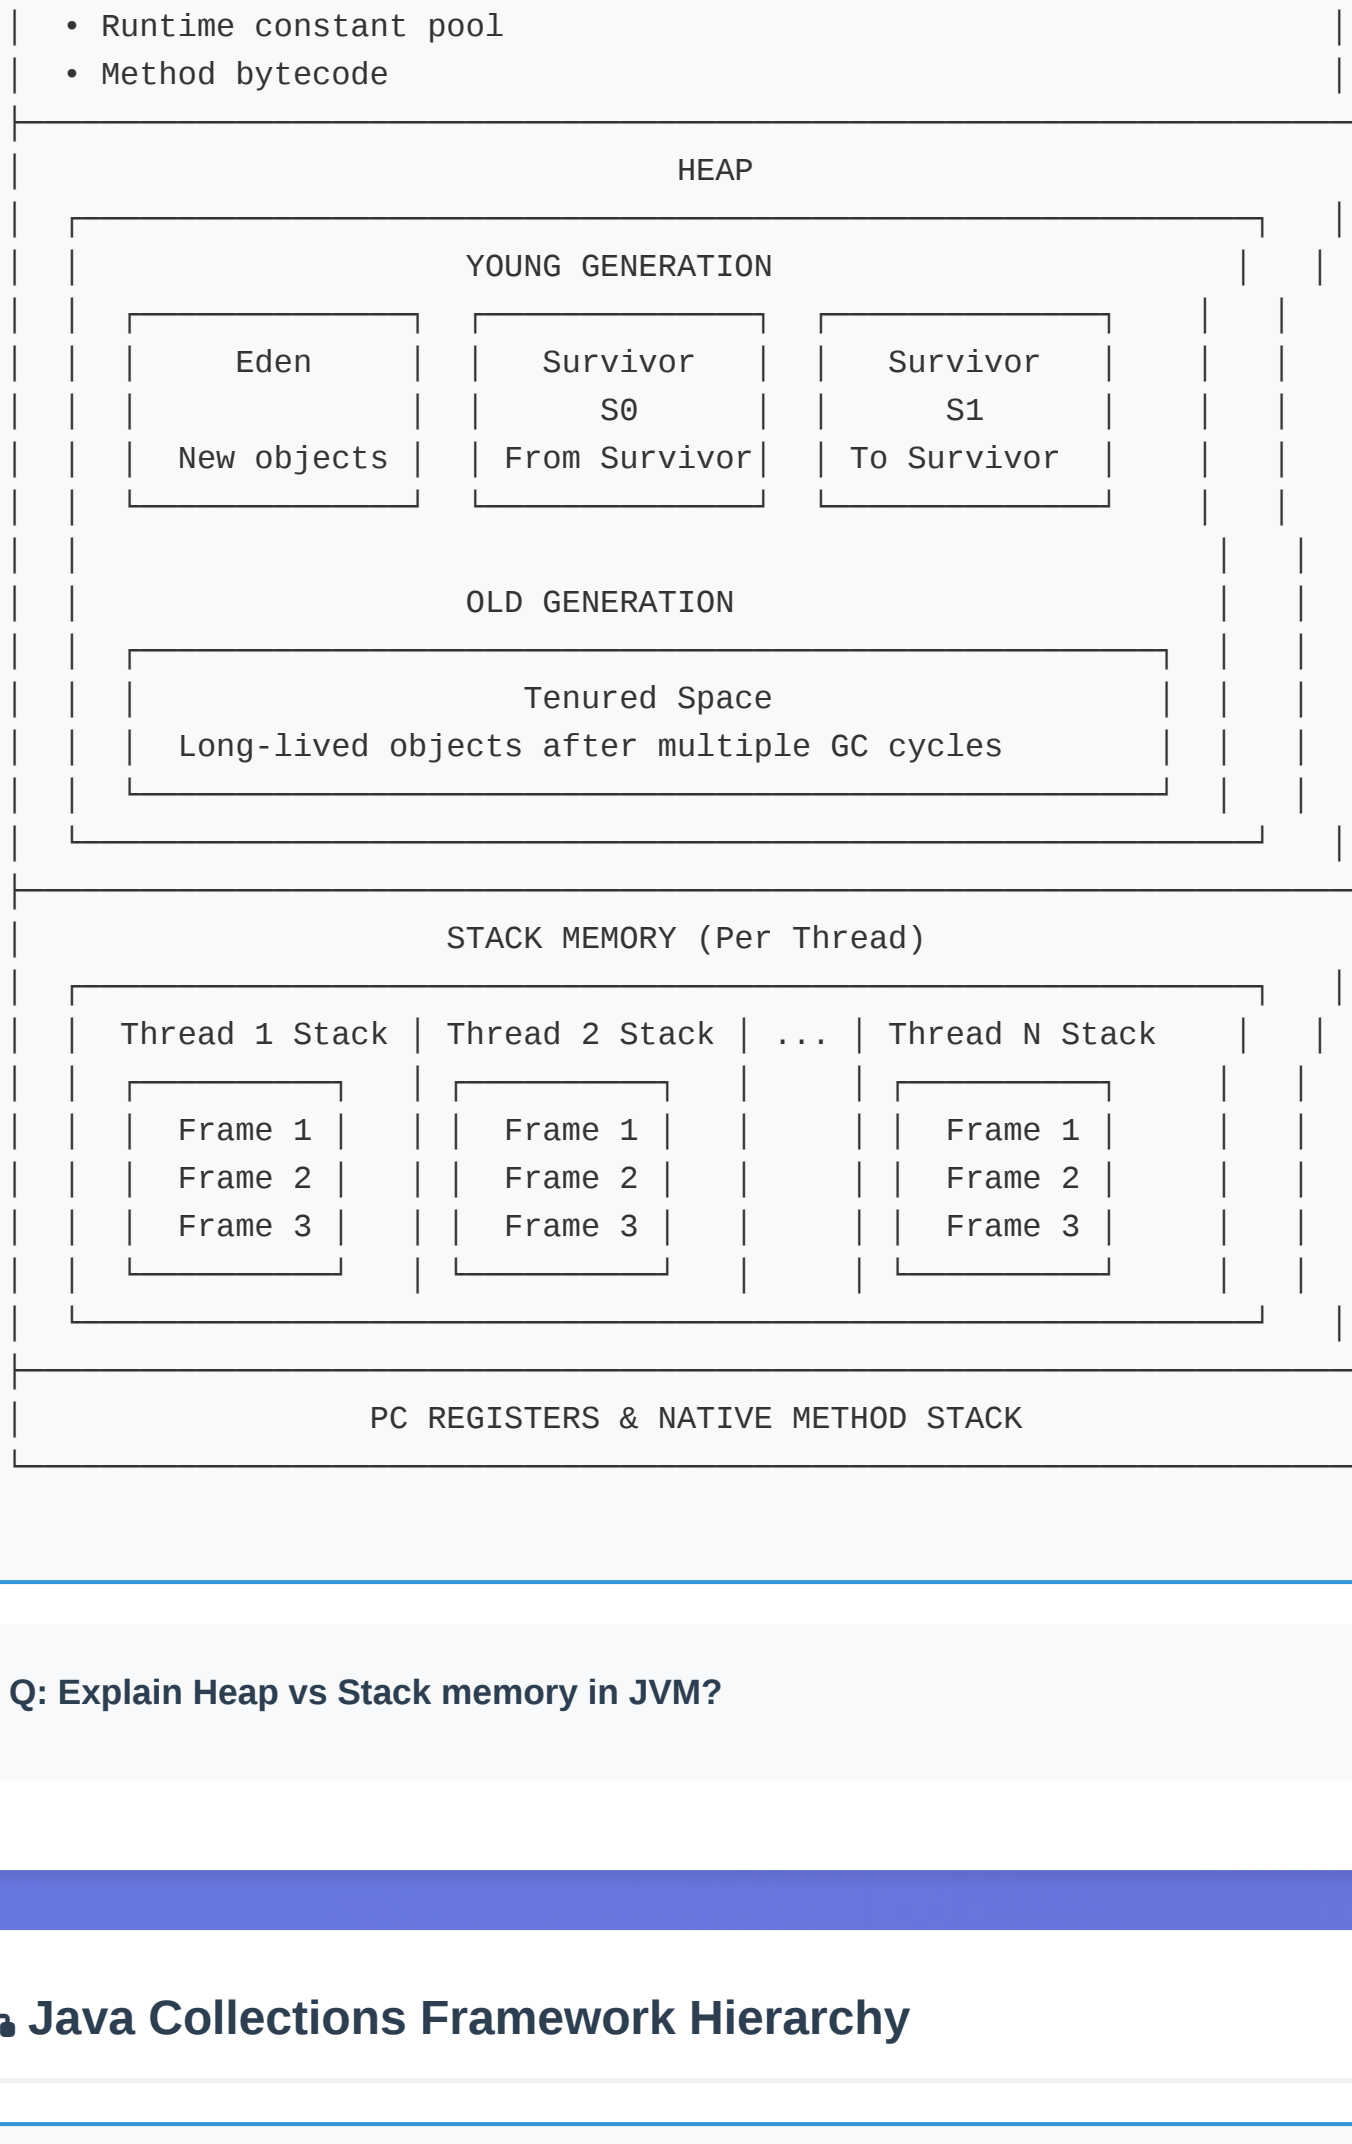 • Runtime constant pool
• Method bytecode
HEAP
YOUNG GENERATION
Eden Survivor Survivor
S0 S1
New objects From Survivor To Survivor
OLD GENERATION
Tenured Space
Long-lived objects after multiple GC cycles
STACK MEMORY (Per Thread)
Thread 1 Stack Thread 2 Stack ... Thread N Stack
Frame 1 Frame 1 Frame 1
Frame 2 Frame 2 Frame 2
Frame 3 Frame 3 Frame 3
PC REGISTERS & NATIVE METHOD STACK
Q: Explain Heap vs Stack memory in JVM?
Java Collections Framework Hierarchy